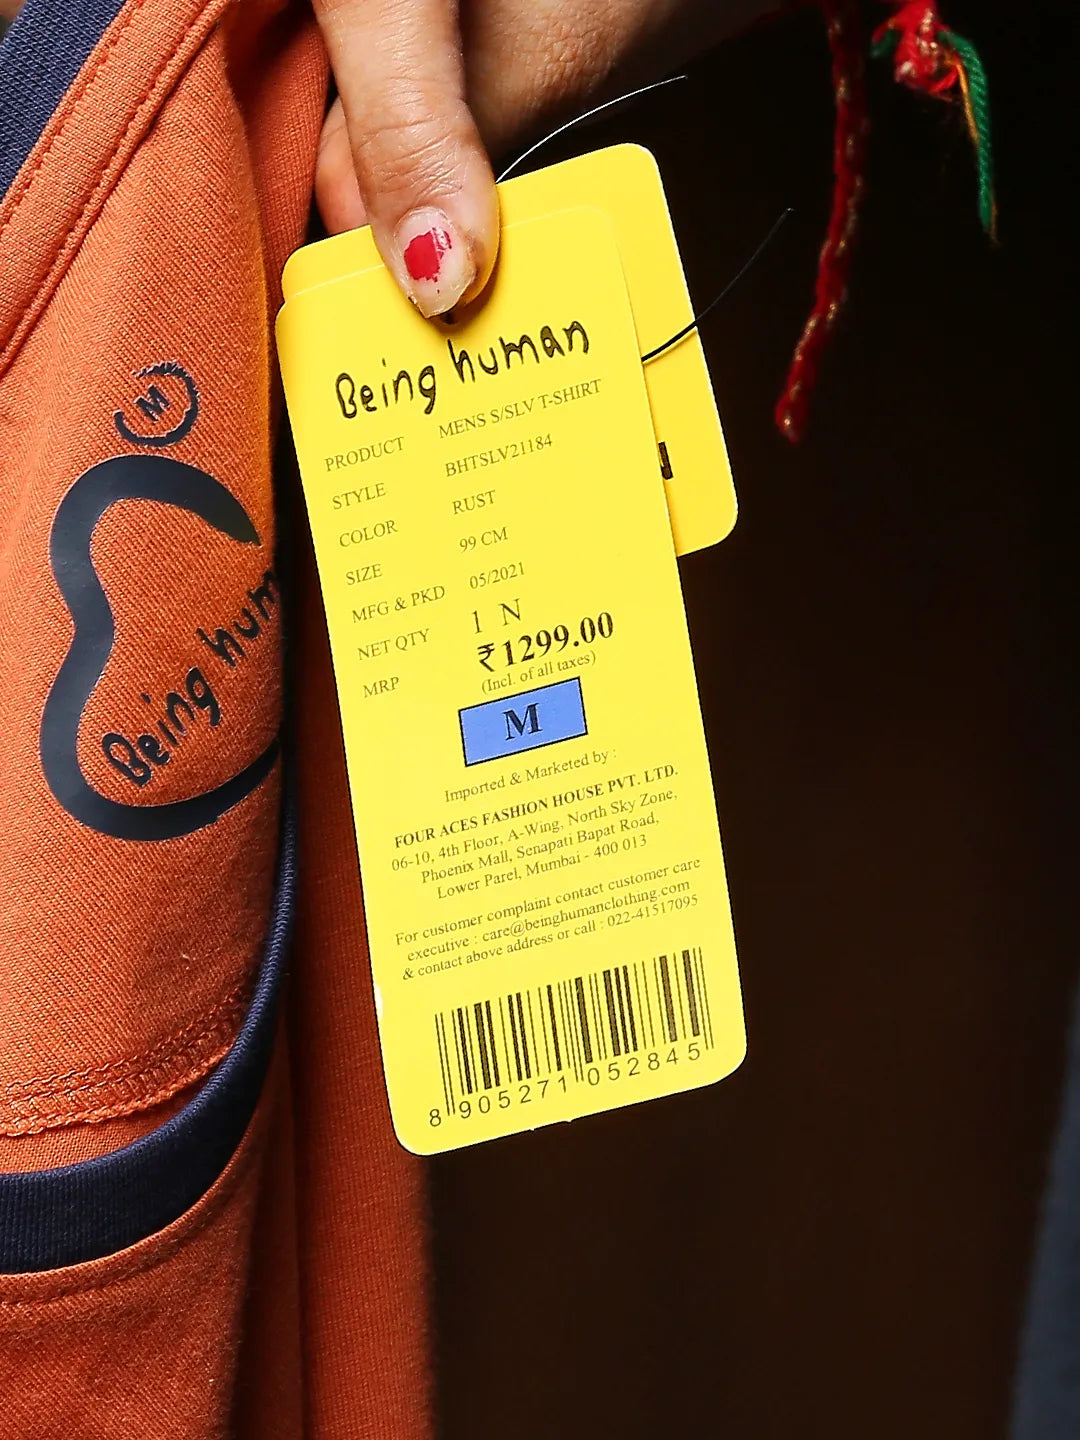 Being human
PRODUCT MENS S/SLV T-SHIRT
STYLE BHTSLV21184
COLOR RUST
SIZE 99 CM
MFG & PKD 05/2021
NET QTY 1 N
MRP ₹1299.00
(Incl. of all taxes)
M
Imported & Marketed by :
FOUR ACES FASHION HOUSE PVT. LTD.
06-10, 4th Floor, A-Wing, North Sky Zone,
Phoenix Mall, Senapati Bapat Road,
Lower Parel, Mumbai - 400 013
For customer complaint contact customer care
executive : care@beinghumanclothing.com
& contact above address or call : 022-41517095
8 905271 052845
M
Being hum